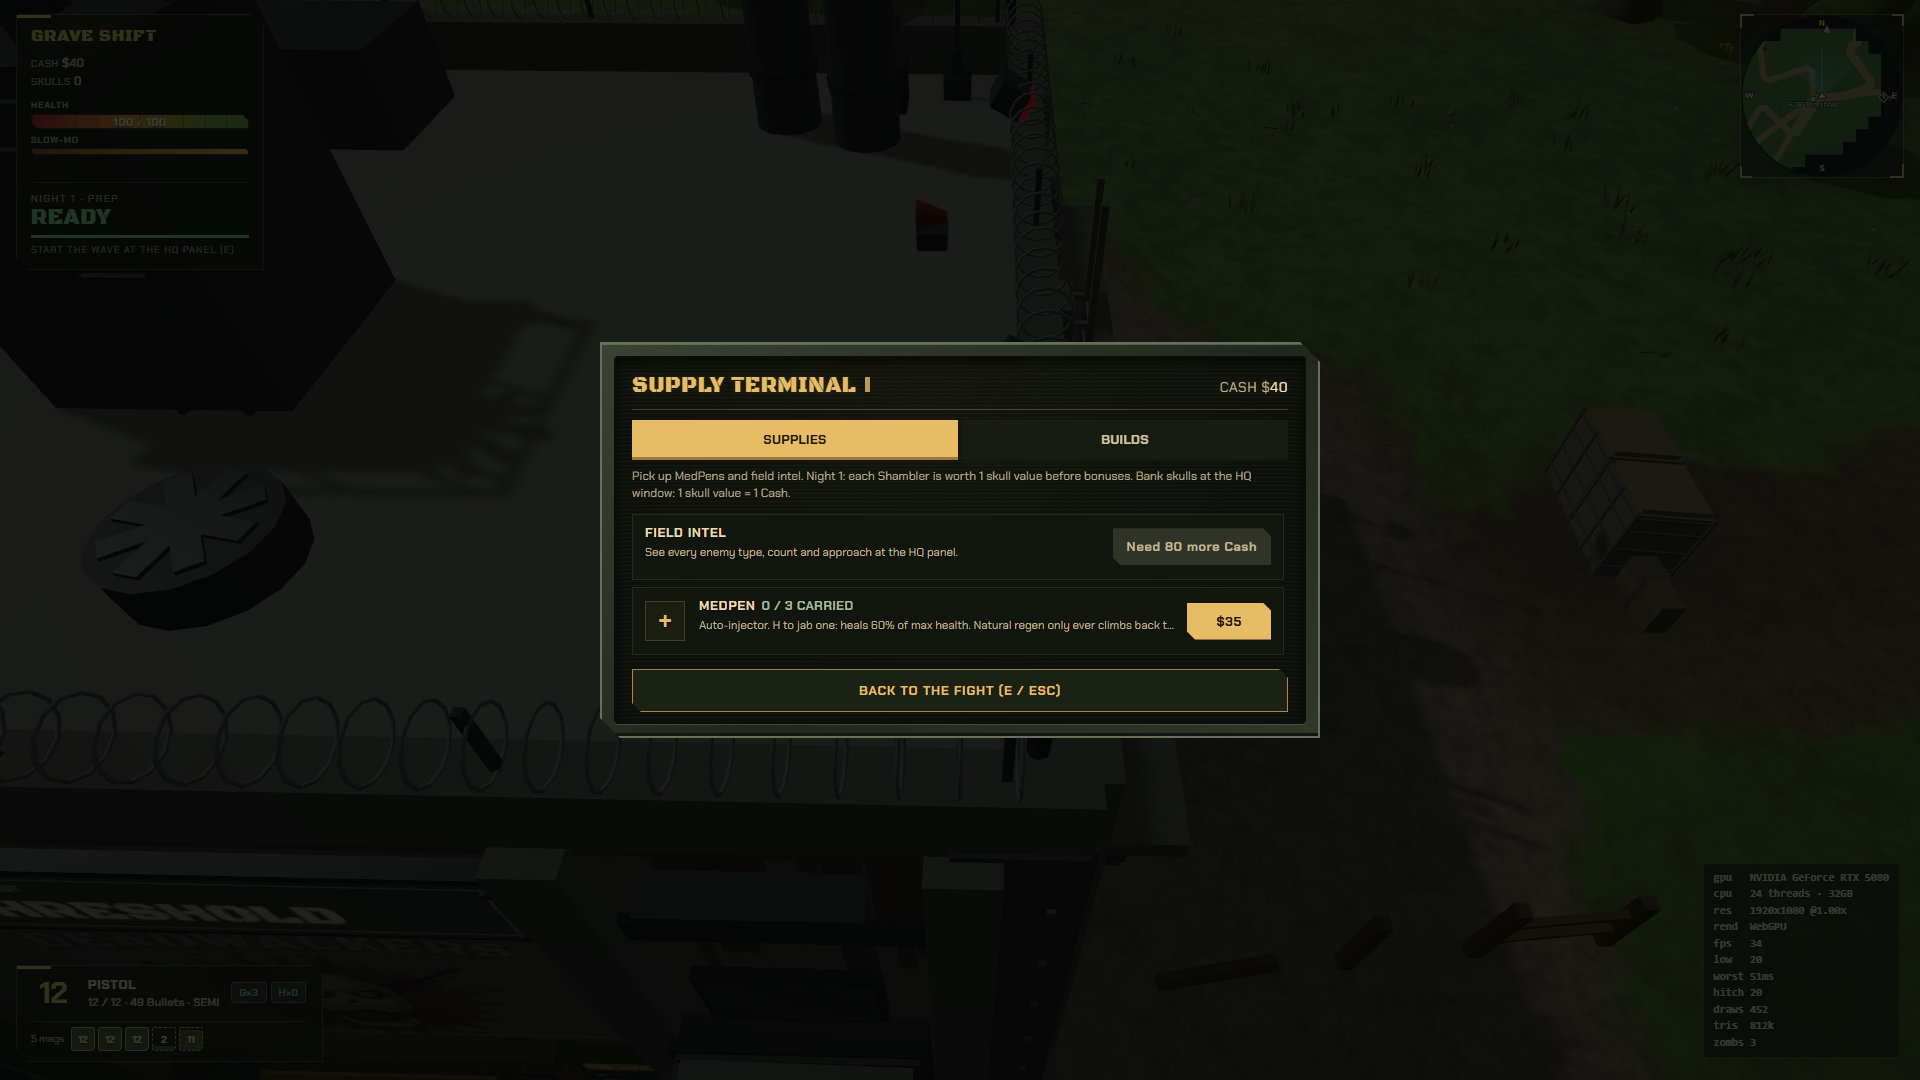 GRAVE SHIFT
CASH $40
SKULLS 0
HEALTH
100 / 100
SLOW-MO
NIGHT 1 · PREP
READY
START THE WAVE AT THE HQ PANEL (E)
N
W
E
S
SUPPLY TERMINAL
CASH $40
SUPPLIES
BUILDS
Pick up MedPens and field intel. Night 1: each Shambler is worth 1 skull value before bonuses. Bank skulls at the HQ
window: 1 skull value = 1 Cash.
FIELD INTEL
See every enemy type, count and approach at the HQ panel.
Need 80 more Cash
MEDPEN 0 / 3 CARRIED
Auto-injector. H to jab one: heals 60% of max health. Natural regen only ever climbs back t...
$35
BACK TO THE FIGHT (E / ESC)
HRESHOLD
12
PISTOL
12 / 12 · 49 Bullets · SEMI
G×3
H×0
5 mags 12 12 12 2 11
gpu NVIDIA GeForce RTX 5080
cpu 24 threads · 32GB
res 1920x1080 @1.00x
rend WebGPU
fps 34
low 20
worst 51ms
hitch 20
draws 452
tris 812k
zombs 3